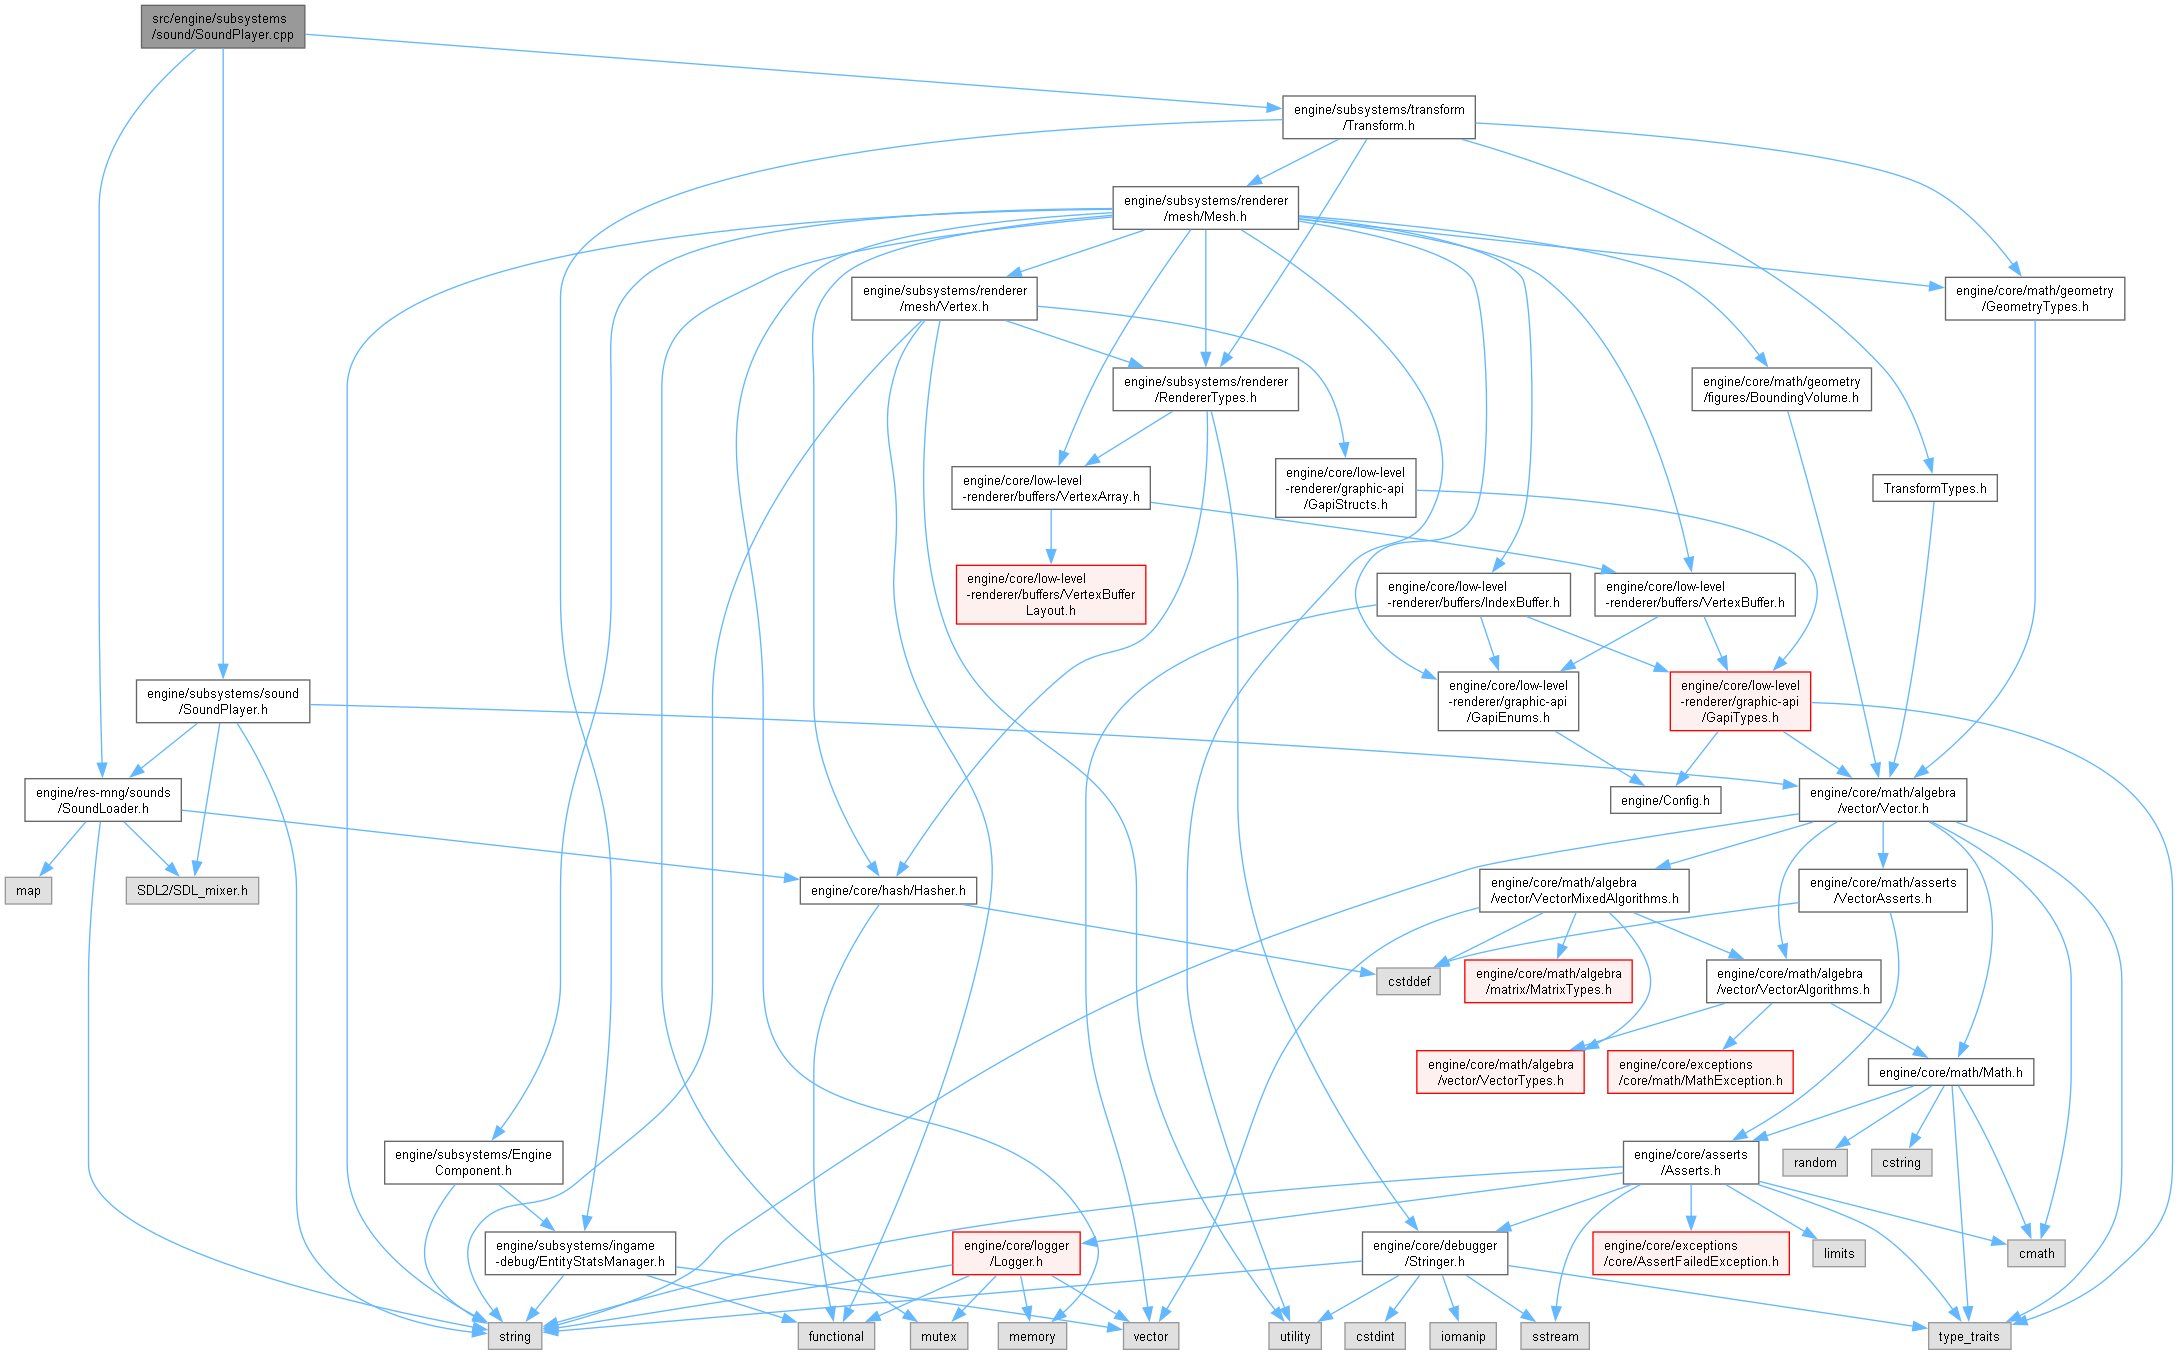 src/engine/subsystems
/sound/SoundPlayer.cpp
engine/subsystems/transform
/Transform.h
engine/subsystems/renderer
/mesh/Mesh.h
engine/subsystems/renderer
/mesh/Vertex.h
engine/core/math/geometry
/GeometryTypes.h
engine/subsystems/renderer
/RendererTypes.h
engine/core/math/geometry
/figures/BoundingVolume.h
engine/core/low-level
-renderer/buffers/VertexArray.h
engine/core/low-level
-renderer/graphic-api
/GapiStructs.h
TransformTypes.h
engine/core/low-level
-renderer/buffers/VertexBuffer
Layout.h
engine/core/low-level
-renderer/buffers/IndexBuffer.h
engine/core/low-level
-renderer/buffers/VertexBuffer.h
engine/subsystems/sound
/SoundPlayer.h
engine/core/low-level
-renderer/graphic-api
/GapiEnums.h
engine/core/low-level
-renderer/graphic-api
/GapiTypes.h
engine/res-mng/sounds
/SoundLoader.h
engine/Config.h
engine/core/math/algebra
/vector/Vector.h
map
SDL2/SDL_mixer.h
engine/core/hash/Hasher.h
engine/core/math/algebra
/vector/VectorMixedAlgorithms.h
engine/core/math/asserts
/VectorAsserts.h
cstddef
engine/core/math/algebra
/matrix/MatrixTypes.h
engine/core/math/algebra
/vector/VectorAlgorithms.h
engine/core/math/algebra
/vector/VectorTypes.h
engine/core/exceptions
/core/math/MathException.h
engine/core/math/Math.h
engine/subsystems/Engine
Component.h
engine/core/asserts
/Asserts.h
random
cstring
engine/subsystems/ingame
-debug/EntityStatsManager.h
engine/core/logger
/Logger.h
engine/core/debugger
/Stringer.h
engine/core/exceptions
/core/AssertFailedException.h
limits
cmath
string
functional
mutex
memory
vector
utility
cstdint
iomanip
sstream
type_traits